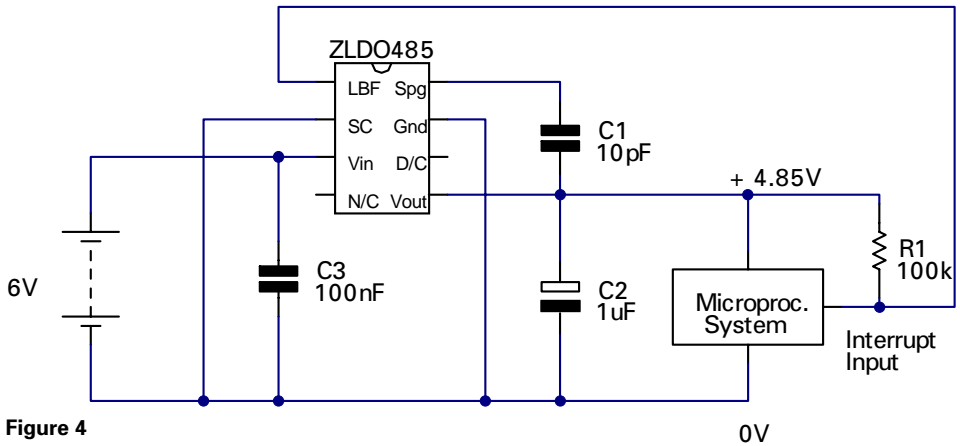 ZLDO485
LBF Spg
SC Gnd
Vin D/C
N/C Vout
C1
10pF
+ 4.85V
R1
100k
6V
C3
100nF
C2
1uF
Microproc.
System
Interrupt
Input
Figure 4
0V